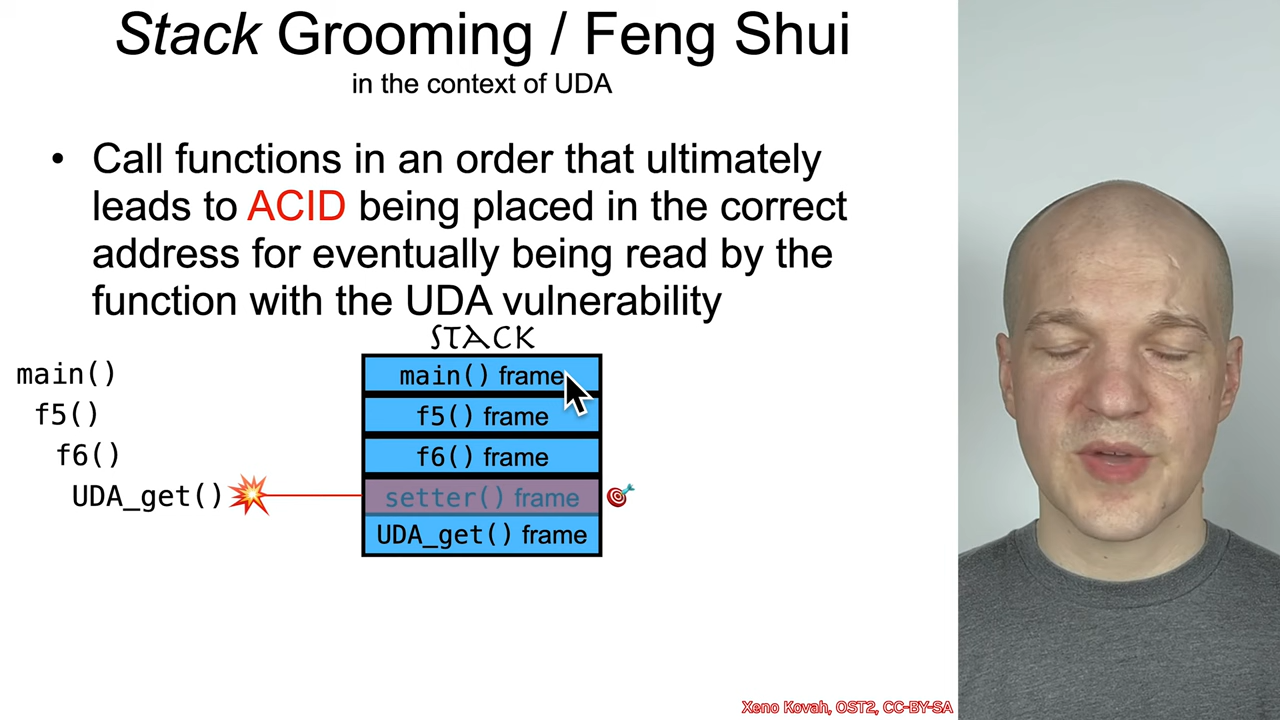 Stack Grooming / Feng Shui
in the context of UDA
• Call functions in an order that ultimately
leads to ACID being placed in the correct
address for eventually being read by the
function with the UDA vulnerability
STACK
main()
main() frame
f5()
f5() frame
f6()
f6() frame
UDA_get()
setter() frame
UDA_get() frame
Xeno Kovah, OST2, CC-BY-SA